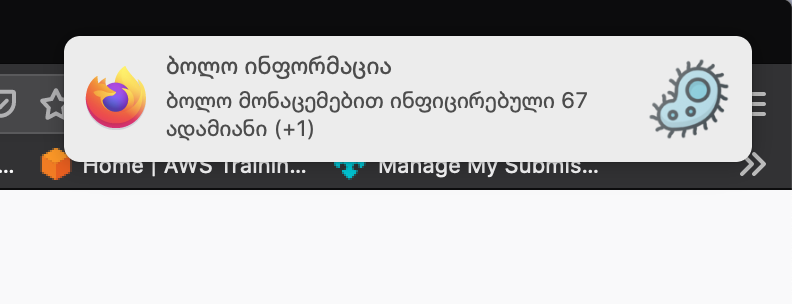 ბოლო ინფორმაცია
ბოლო მონაცემებით ინფიცირებული 67
ადამიანი (+1)
... Home | AWS Trainin... Manage My Submis...